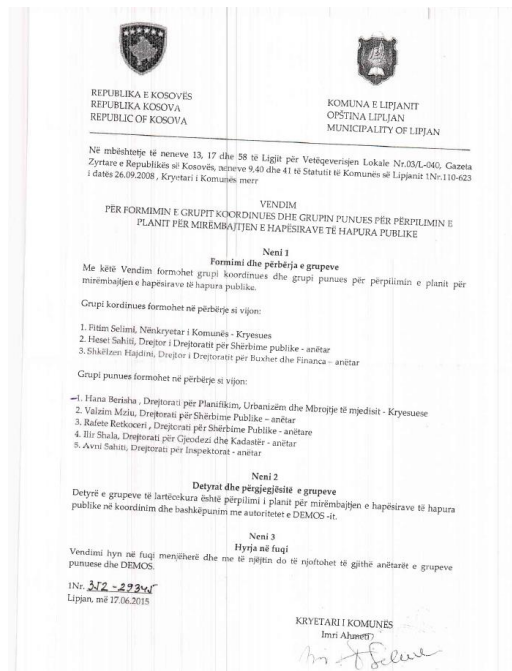 REPUBLIKA E KOSOVËS
REPUBLIKA KOSOVA
REPUBLIC OF KOSOVA
KOMUNA E LIPJANIT
OPŠTINA LIPLJAN
MUNICIPALITY OF LIPJAN
Në mbështetje të neneve 13, 17 dhe 58 të Ligjit për Vetëqeverisjen Lokale Nr.03/L-040, Gazeta
Zyrtare e Republikës së Kosovës, neneve 9,40 dhe 41 të Statutit të Komunës së Lipjanit 1Nr.110-623
i datës 26.09.2008 , Kryetari i Komunës merr
VENDIM
PËR FORMIMIN E GRUPIT KOORDINUES DHE GRUPIN PUNUES PËR PËRPILIMIN E
PLANIT PËR MIRËMBAJTJEN E HAPËSIRAVE TË HAPURA PUBLIKE
Neni 1
Formimi dhe përbërja e grupeve
Me këtë Vendim formohet grupi koordinues dhe grupi punues për përpilimin e planit për
mirëmbajtjen e hapësirave të hapura publike.
Grupi kordinues formohet në përbërje si vijon:
1. Fitim Selimi, Nënkryetar i Komunës - Kryesues
2. Heset Sahiti, Drejtor i Drejtoratit për Shërbime publike - anëtar
3. Shkëlzen Hajdini, Drejtor i Drejtoratit për Buxhet dhe Financa – anëtar
Grupi punues formohet në përbërje si vijon:
1. Hana Berisha , Drejtorati për Planifikim, Urbanizëm dhe Mbrojtje të mjedisit - Kryesuese
2. Valzim Mziu, Drejtorati për Shërbime Publike – anëtar
3. Rafete Retkoceri , Drejtorati për Shërbime Publike - anëtare
4. Ilir Shala, Drejtorati për Gjeodezi dhe Kadastër - anëtar
5. Avni Sahiti, Drejtorati për Inspektorat - anëtar
Neni 2
Detyrat dhe përgjegjësitë e grupeve
Detyrë e grupeve të lartëcekura është përpilimi i planit për mirëmbajtjen e hapësirave të hapura
publike në koordinim dhe bashkëpunim me autoritetet e DEMOS -it.
Neni 3
Hyrja në fuqi
Vendimi hyn në fuqi menjëherë dhe me të njëjtin do të njoftohet të gjithë anëtarët e grupeve
punuese dhe DEMOS.
1Nr. 352-29345
Lipjan, më 17.06.2015
KRYETARI I KOMUNËS
Imri Ahmeti